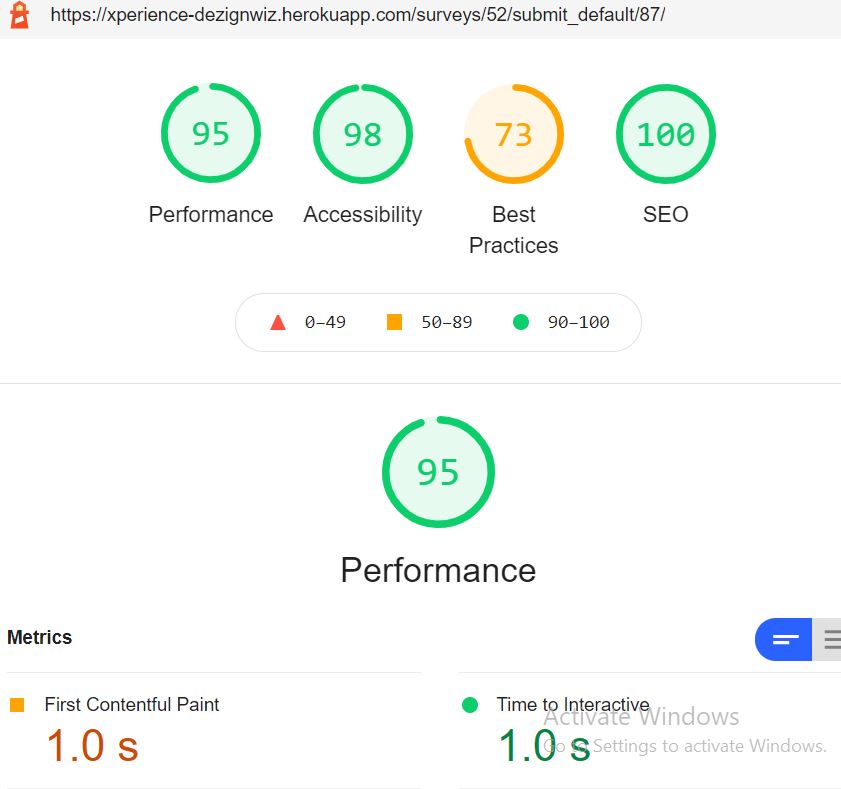 https://xperience-dezignwiz.herokuapp.com/surveys/52/submit_default/87/
95 98 73 100
Performance Accessibility Best Practices SEO
0–49 50–89 90–100
95
Performance
Metrics
First Contentful Paint Time to Interactive
1.0 s 1.0 s
Activate Windows
Go to Settings to activate Windows.